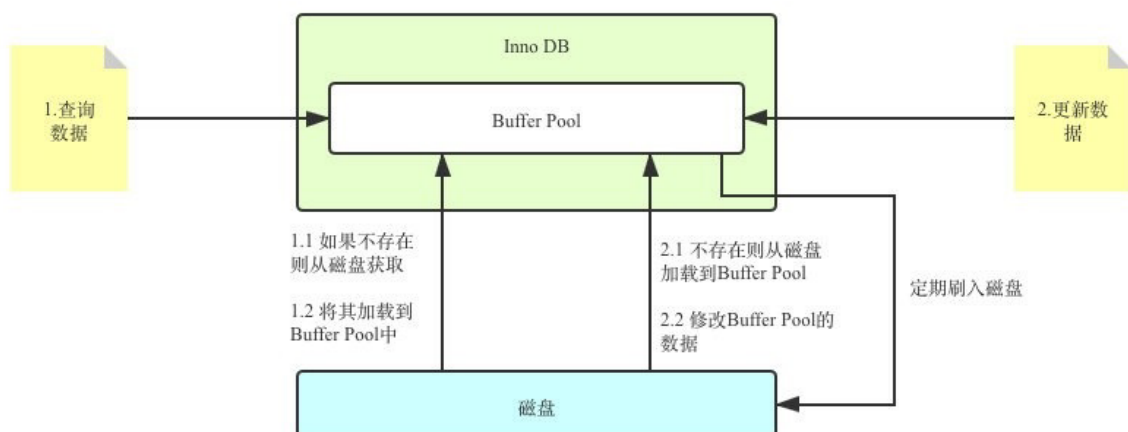 Inno DB
1.查询
数据
Buffer Pool
2.更新数
据
1.1 如果不存在
则从磁盘获取
1.2 将其加载到
Buffer Pool中
2.1 不存在则从磁盘
加载到Buffer Pool
2.2 修改Buffer Pool的
数据
定期刷入磁盘
磁盘